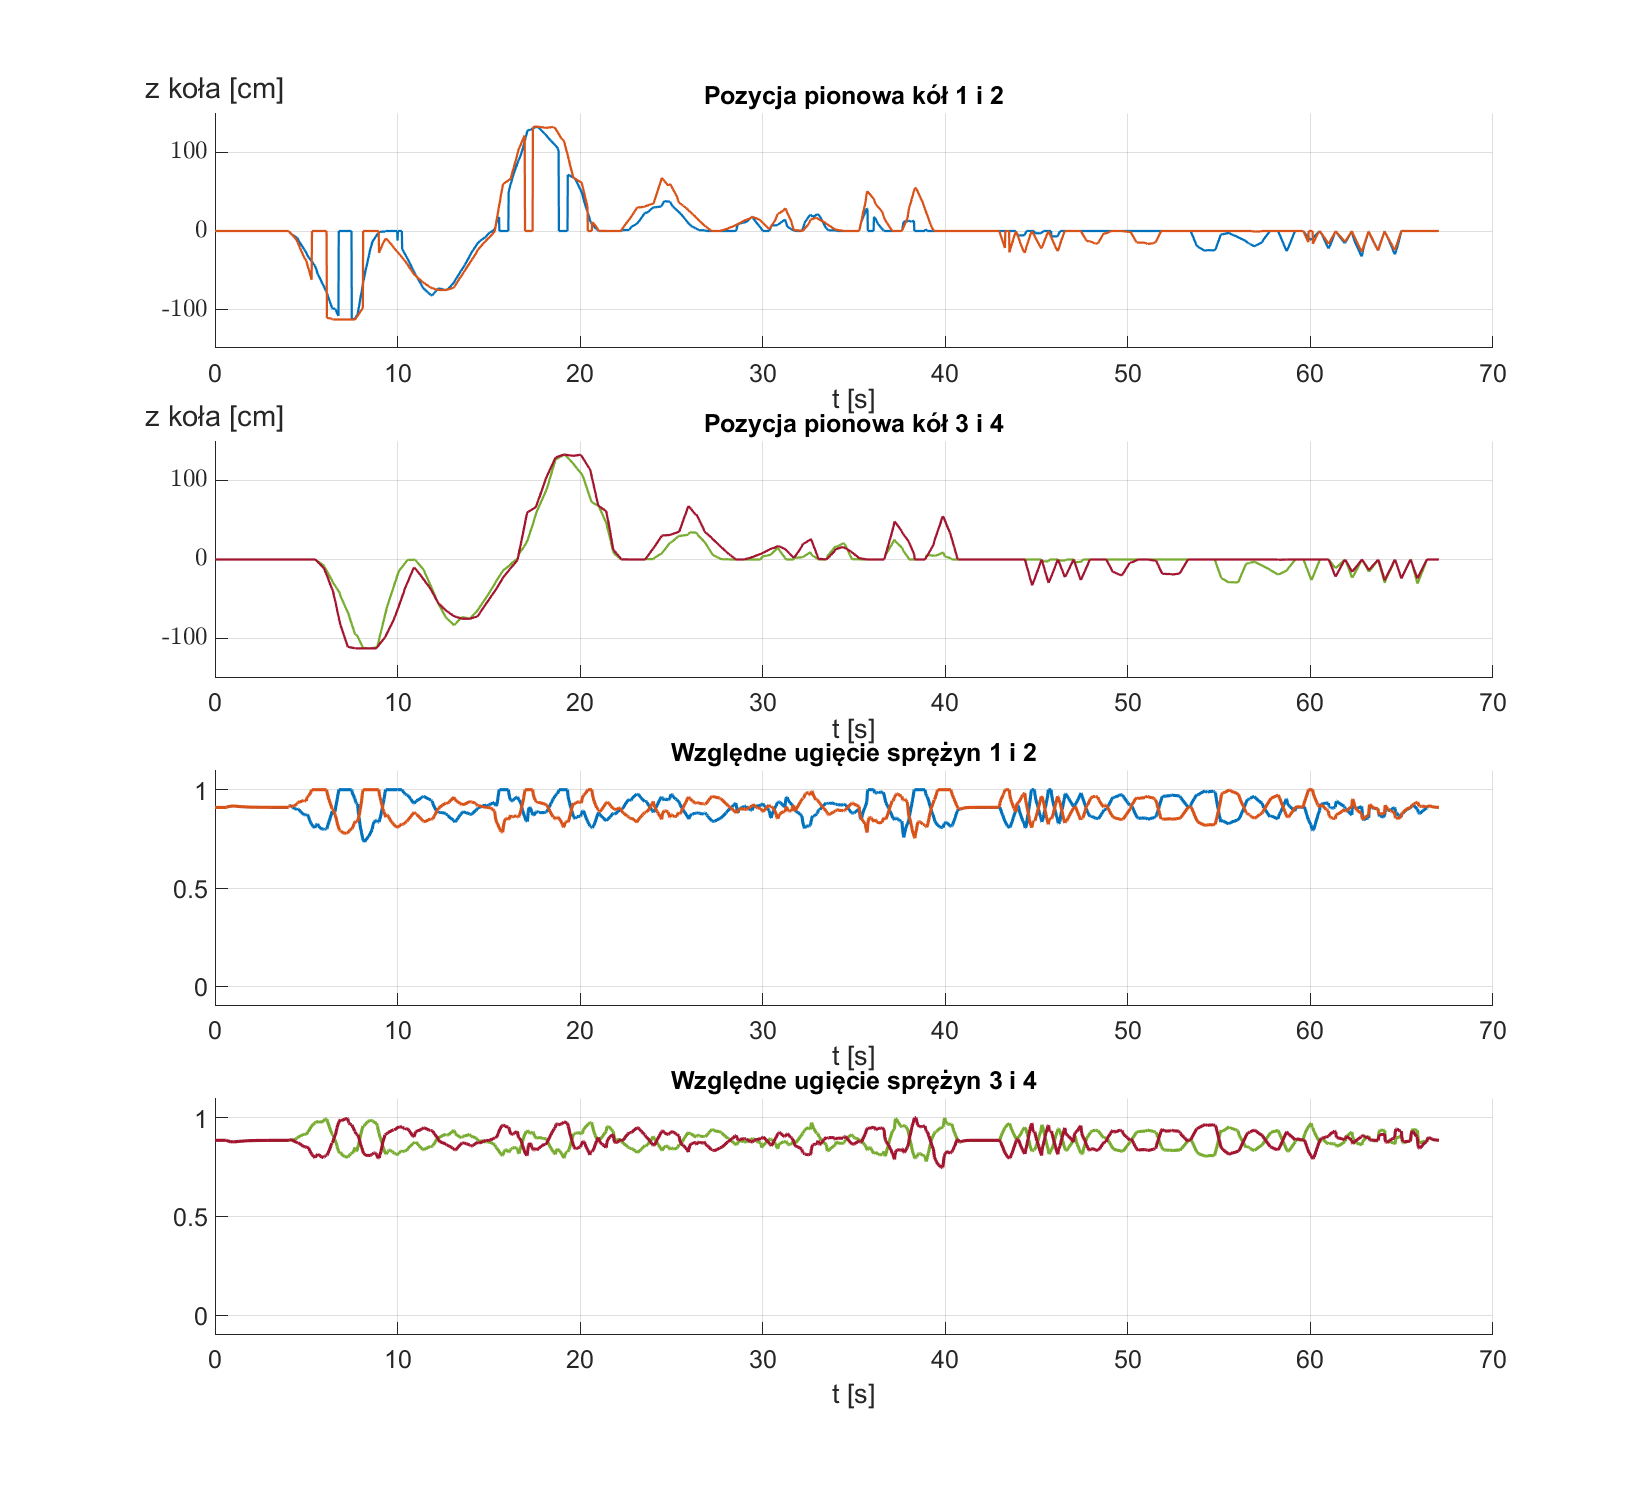 z koła [cm]
Pozycja pionowa kół 1 i 2
100
0
-100
0 10 20 30 40 50 60 70
t [s]
z koła [cm]
Pozycja pionowa kół 3 i 4
100
0
-100
0 10 20 30 40 50 60 70
t [s]
Względne ugięcie sprężyn 1 i 2
1
0.5
0
0 10 20 30 40 50 60 70
t [s]
Względne ugięcie sprężyn 3 i 4
1
0.5
0
0 10 20 30 40 50 60 70
t [s]